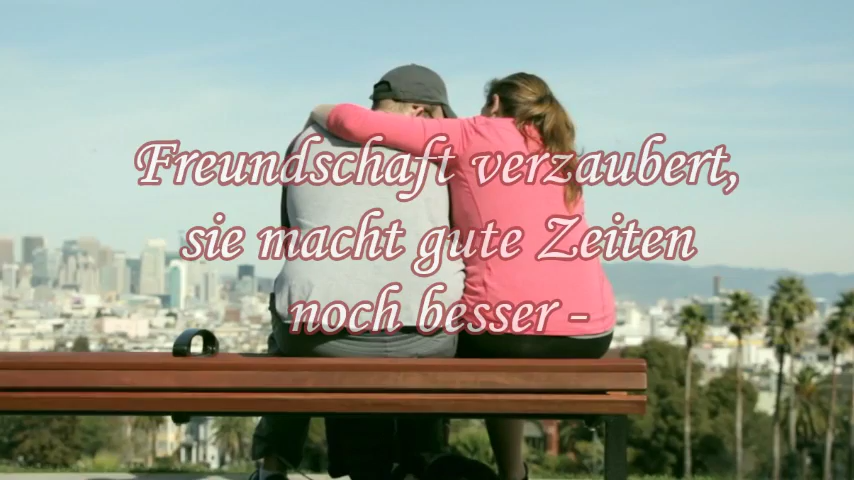 Freundschaft verzaubert,
sie macht gute Zeiten
noch besser -